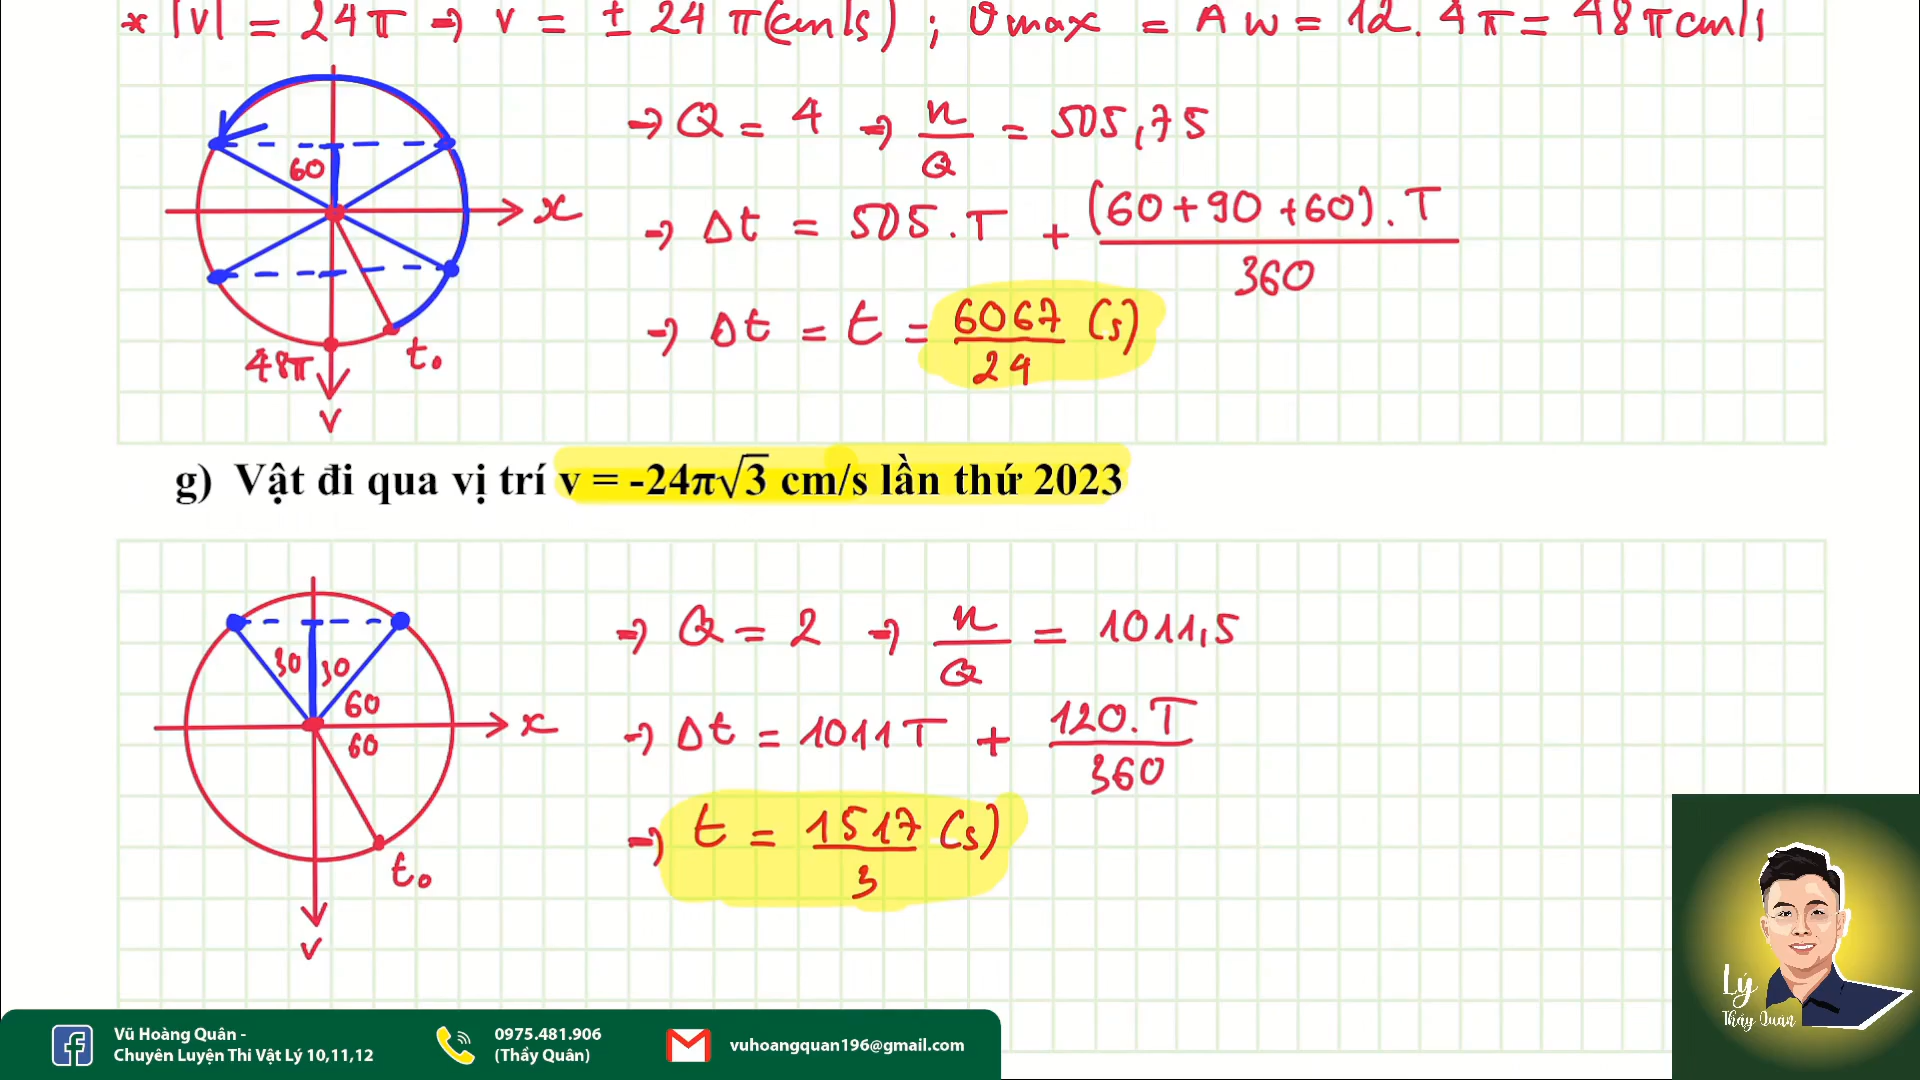 * |v| = 24π → v = ± 24 π(cm/s) ; vmax = Aω = 12. 4π = 48π cm/s
60
x
48π
t₀
v
→ Q = 4 → n/Q = 505,75
→ Δt = 505.T + (60+90+60).T/360
→ Δt = t = 6067/24 (s)
g) Vật đi qua vị trí v = -24π√3 cm/s lần thứ 2023
30 30
60
60
x
t₀
v
→ Q = 2 → n/Q = 1011,5
→ Δt = 1011T + 120.T/360
→ t = 1517/3 (s)
Lý
Thầy Quân
Vũ Hoàng Quân -
Chuyên Luyện Thi Vật Lý 10,11,12
0975.481.906
(Thầy Quân)
vuhoangquan196@gmail.com